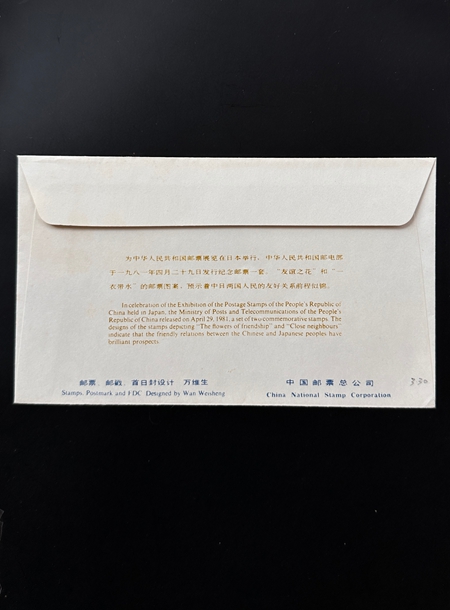 为中华人民共和国邮票展览在日本举行，中华人民共和国邮电部
于一九八一年四月二十九日发行纪念邮票一套。“友谊之花”和“一
衣带水”的邮票图案，预示着中日两国人民的友好关系前程似锦。
In celebration of the Exhibition of the Postage Stamps of the People's Republic of
China held in Japan, the Ministry of Posts and Telecommunications of the People's
Republic of China released on April 29, 1981, a set of two commemorative stamps. The
designs of the stamps depicting "The flowers of friendship" and "Close neighbours"
indicate that the friendly relations between the Chinese and Japanese peoples have
brilliant prospects.
邮票、邮戳、首日封设计 万维生
Stamps, Postmark and FDC Designed by Wan Weisheng
中国邮票总公司
China National Stamp Corporation
3.30